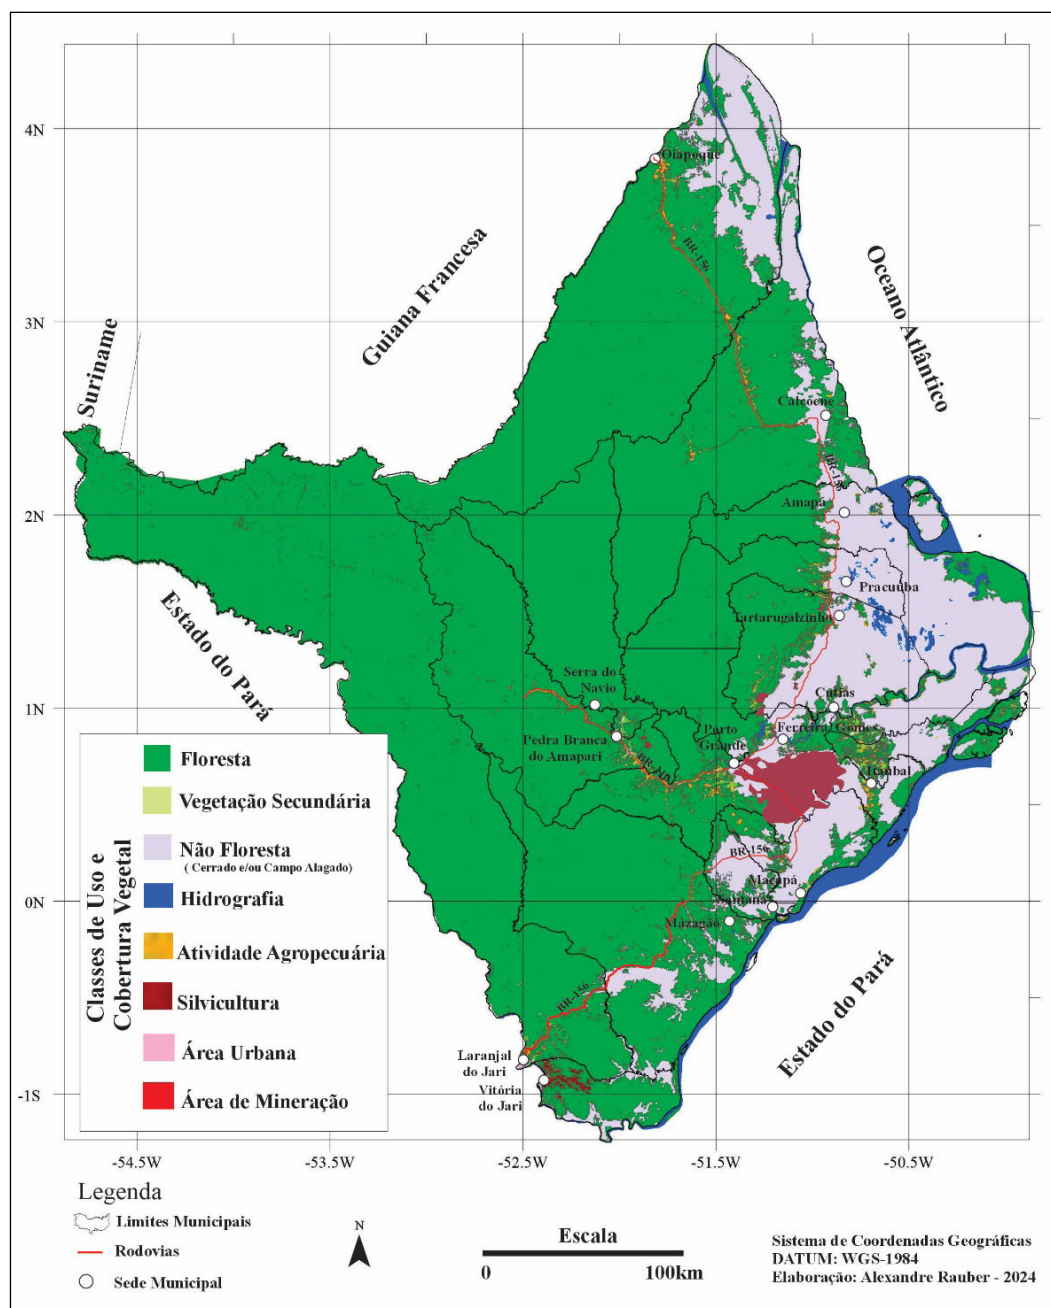 4N
3N
2N
1N
0N
-1S
Oiapoque
BR-156
Guiana Francesa
Oceano Atlântico
Suriname
Calçoene
BR-156
Amapá
Pracuúba
Tartarugalzinho
Estado do Pará
Serra do
Navio
Cutias
Porto
Grande
Ferreira Gomes
Pedra Branca
do Amapari
Itaubal
BR-156
Macapá
Santana
Mazagão
BR-156
Laranjal
do Jari
Vitória
do Jari
Estado do Pará
Classes de Uso e
Cobertura Vegetal
Floresta
Vegetação Secundária
Não Floresta
( Cerrado e/ou Campo Alagado)
Hidrografia
Atividade Agropecuária
Silvicultura
Área Urbana
Área de Mineração
-54.5W
-53.5W
-52.5W
-51.5W
-50.5W
Legenda
Limites Municipais
Rodovias
Sede Municipal
N
Escala
0 100km
Sistema de Coordenadas Geográficas
DATUM: WGS-1984
Elaboração: Alexandre Rauber - 2024